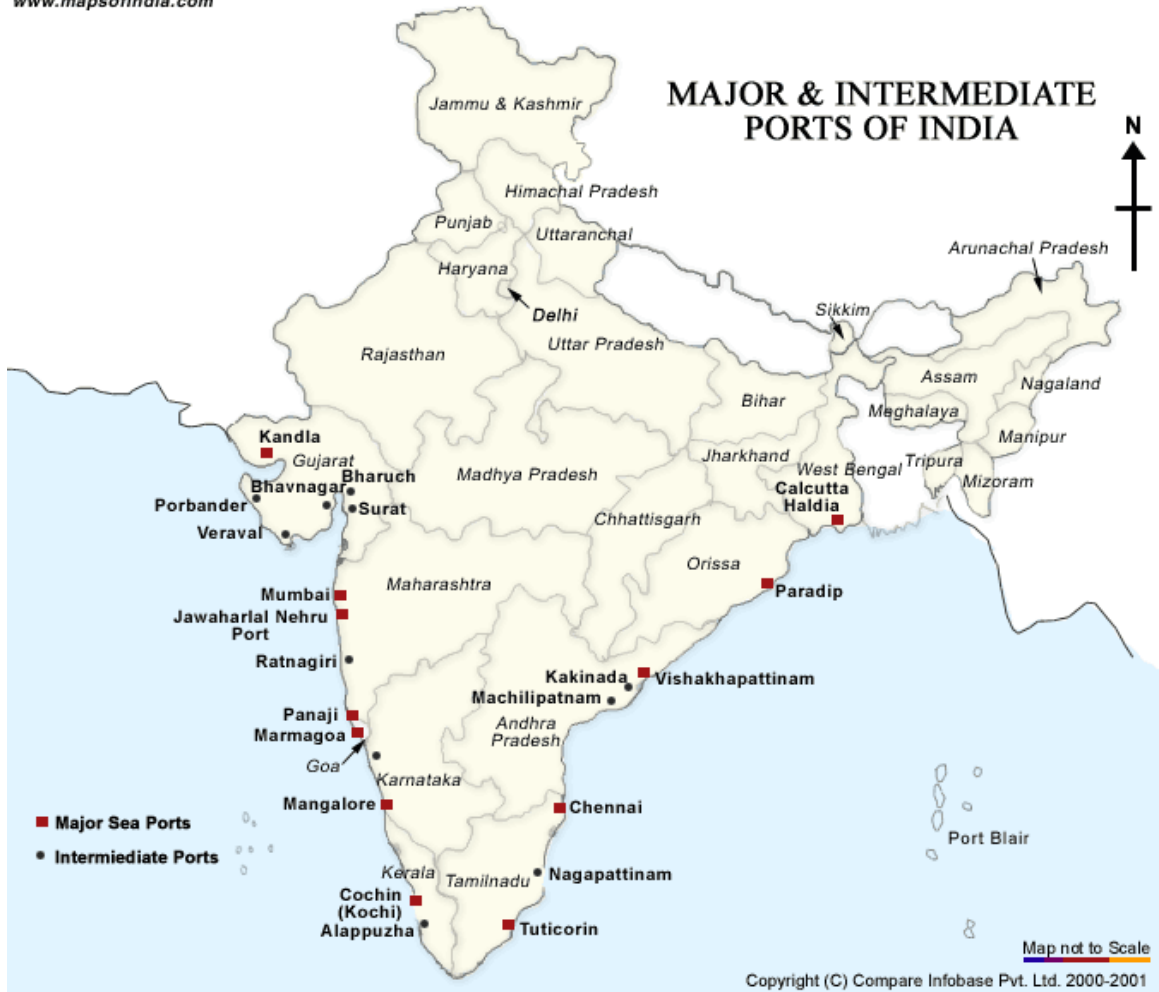 www.mapsofindia.com
MAJOR & INTERMEDIATE
PORTS OF INDIA
N
Jammu & Kashmir
Himachal Pradesh
Punjab
Uttaranchal
Haryana
Delhi
Arunachal Pradesh
Sikkim
Rajasthan
Uttar Pradesh
Assam
Nagaland
Bihar
Meghalaya
Manipur
Kandla
Gujarat
Madhya Pradesh
Jharkhand
West Bengal
Tripura
Mizoram
Bharuch
Bhavnagar
Porbander
Surat
Calcutta
Haldia
Veraval
Chhattisgarh
Orissa
Maharashtra
Paradip
Mumbai
Jawaharlal Nehru
Port
Ratnagiri
Kakinada
Vishakhapattinam
Machilipatnam
Panaji
Marmagoa
Andhra
Pradesh
Goa
Karnataka
Mangalore
Chennai
Major Sea Ports
Intermiediate Ports
Port Blair
Kerala
Tamilnadu
Nagapattinam
Cochin
(Kochi)
Alappuzha
Tuticorin
Map not to Scale
Copyright (C) Compare Infobase Pvt. Ltd. 2000-2001